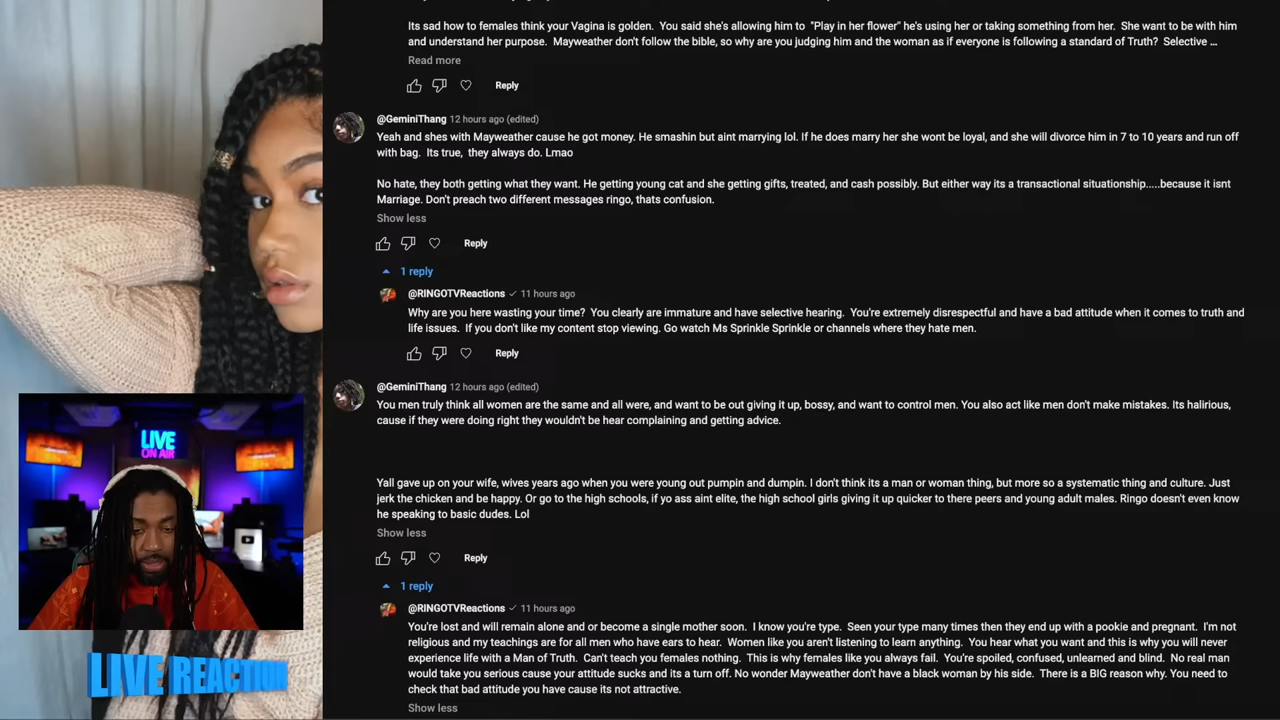 Its sad how to females think your Vagina is golden. You said she's allowing him to "Play in her flower" he's using her or taking something from her. She want to be with him
and understand her purpose. Mayweather don't follow the bible, so why are you judging him and the woman as if everyone is following a standard of Truth? Selective ...
Read more
Reply
@GeminiThang 12 hours ago (edited)
Yeah and shes with Mayweather cause he got money. He smashin but aint marrying lol. If he does marry her she wont be loyal, and she will divorce him in 7 to 10 years and run off
with bag. Its true, they always do. Lmao
No hate, they both getting what they want. He getting young cat and she getting gifts, treated, and cash possibly. But either way its a transactional situationship.....because it isnt
Marriage. Don't preach two different messages ringo, thats confusion.
Show less
Reply
1 reply
@RINGOTVReactions 11 hours ago
Why are you here wasting your time? You clearly are immature and have selective hearing. You're extremely disrespectful and have a bad attitude when it comes to truth and
life issues. If you don't like my content stop viewing. Go watch Ms Sprinkle Sprinkle or channels where they hate men.
Reply
@GeminiThang 12 hours ago (edited)
You men truly think all women are the same and all were, and want to be out giving it up, bossy, and want to control men. You also act like men don't make mistakes. Its halirious,
cause if they were doing right they wouldn't be hear complaining and getting advice.
Yall gave up on your wife, wives years ago when you were young out pumpin and dumpin. I don't think its a man or woman thing, but more so a systematic thing and culture. Just
jerk the chicken and be happy. Or go to the high schools, if yo ass aint elite, the high school girls giving it up quicker to there peers and young adult males. Ringo doesn't even know
he speaking to basic dudes. Lol
Show less
Reply
1 reply
@RINGOTVReactions 11 hours ago
You're lost and will remain alone and or become a single mother soon. I know you're type. Seen your type many times then they end up with a pookie and pregnant. I'm not
religious and my teachings are for all men who have ears to hear. Women like you aren't listening to learn anything. You hear what you want and this is why you will never
experience life with a Man of Truth. Can't teach you females nothing. This is why females like you always fail. You're spoiled, confused, unlearned and blind. No real man
would take you serious cause your attitude sucks and its a turn off. No wonder Mayweather don't have a black woman by his side. There is a BIG reason why. You need to
check that bad attitude you have cause its not attractive.
Show less
LIVE
ON AIR
LIVE REACTION